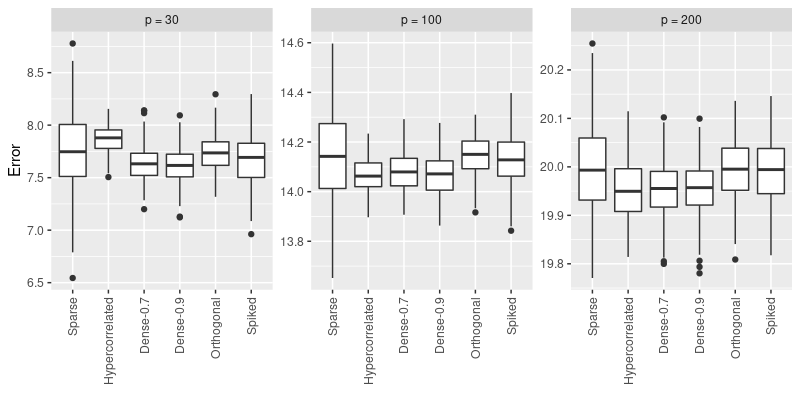 p = 30
p = 100
p = 200
Error
8.5
8.0
7.5
7.0
6.5
14.6
14.4
14.2
14.0
13.8
20.2
20.1
20.0
19.9
19.8
Sparse
Hypercorrelated
Dense-0.7
Dense-0.9
Orthogonal
Spiked
Sparse
Hypercorrelated
Dense-0.7
Dense-0.9
Orthogonal
Spiked
Sparse
Hypercorrelated
Dense-0.7
Dense-0.9
Orthogonal
Spiked